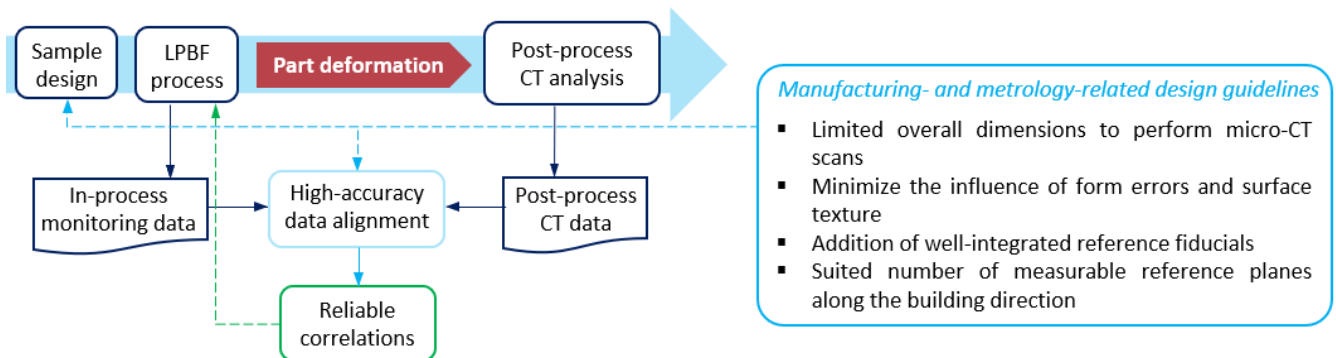 Sample
design
LPBF
process
Part deformation
Post-process
CT analysis
In-process
monitoring data
High-accuracy
data alignment
Post-process
CT data
Reliable
correlations
Manufacturing- and metrology-related design guidelines
▪ Limited overall dimensions to perform micro-CT
scans
▪ Minimize the influence of form errors and surface
texture
▪ Addition of well-integrated reference fiducials
▪ Suited number of measurable reference planes
along the building direction